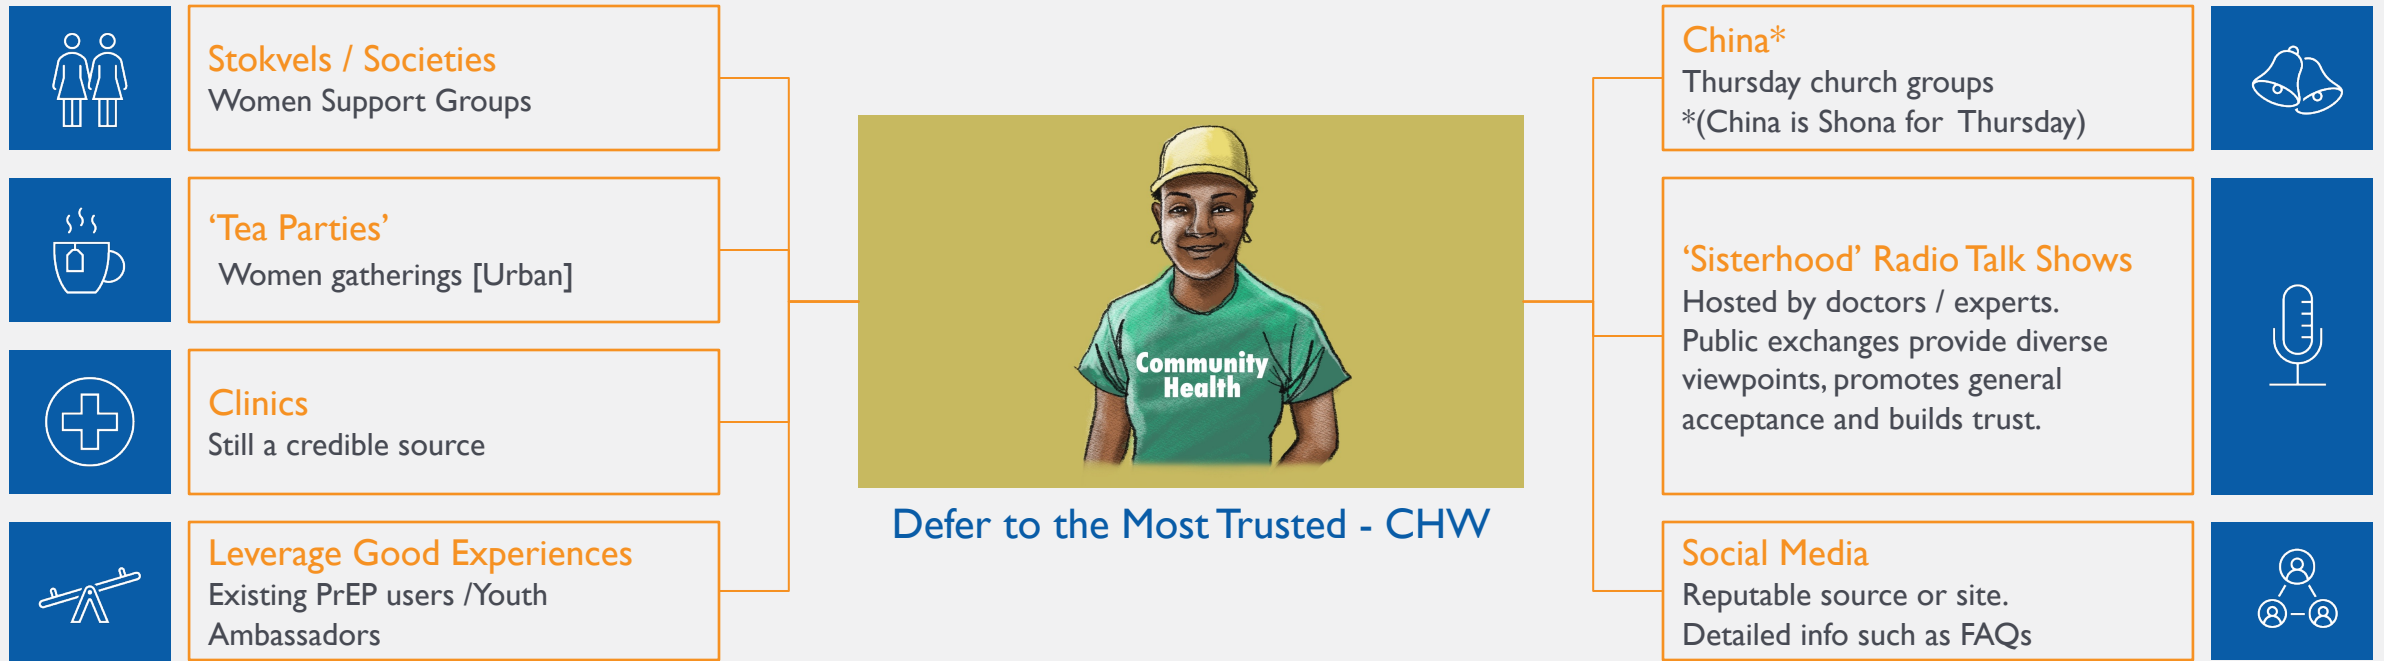 Stokvels / Societies
Women Support Groups
‘Tea Parties’
Women gatherings [Urban]
Clinics
Still a credible source
Leverage Good Experiences
Existing PrEP users /Youth
Ambassadors
Community
Health
Defer to the Most Trusted - CHW
China*
Thursday church groups
*(China is Shona for Thursday)
‘Sisterhood’ Radio Talk Shows
Hosted by doctors / experts.
Public exchanges provide diverse
viewpoints, promotes general
acceptance and builds trust.
Social Media
Reputable source or site.
Detailed info such as FAQs